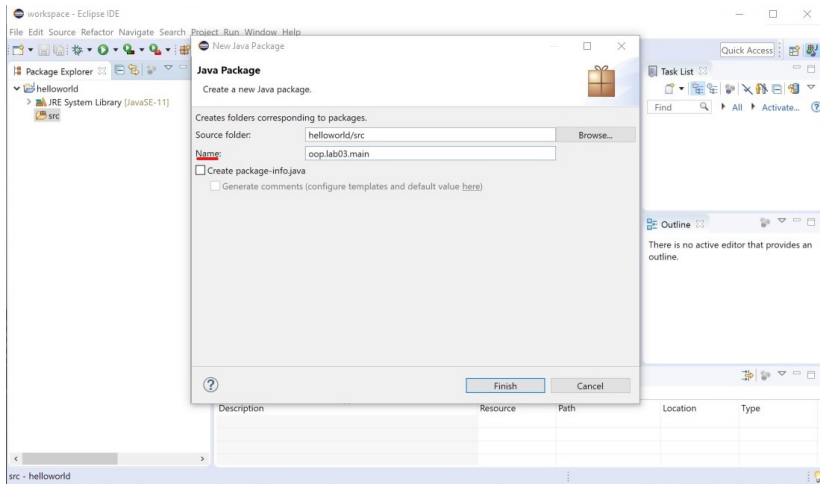 workspace - Eclipse IDE
File Edit Source Refactor Navigate Search Project Run Window Help
Quick Access
Package Explorer
helloworld
JRE System Library [JavaSE-11]
src
New Java Package
Java Package
Create a new Java package.
Creates folders corresponding to packages.
Source folder: helloworld/src Browse...
Name: oop.lab03.main
Create package-info.java
Generate comments (configure templates and default value here)
? Finish Cancel
Task List
Find All Activate...
Outline
There is no active editor that provides an
outline.
Description Resource Path Location Type
src - helloworld